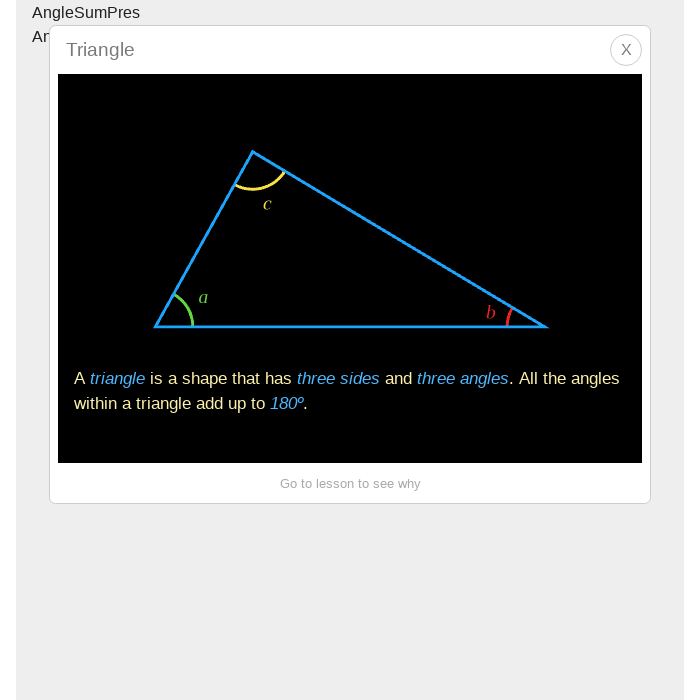 AngleSumPres
Triangle
X
c
a
b
A triangle is a shape that has three sides and three angles. All the angles
within a triangle add up to 180º.
Go to lesson to see why